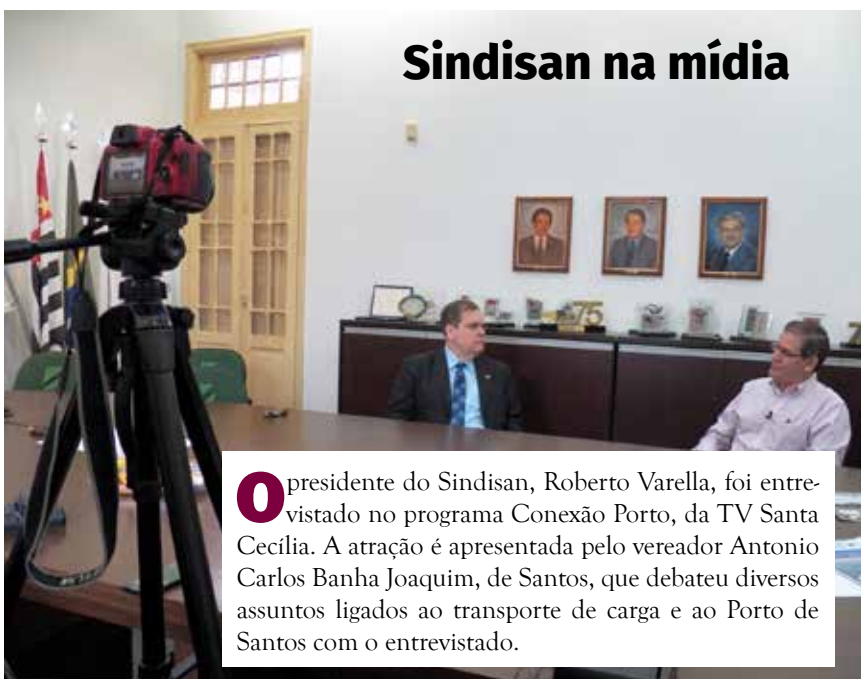 Sindisan na mídia
75
O presidente do Sindisan, Roberto Varella, foi entre-
vistado no programa Conexão Porto, da TV Santa
Cecília. A atração é apresentada pelo vereador Antonio
Carlos Banha Joaquim, de Santos, que debateu diversos
assuntos ligados ao transporte de carga e ao Porto de
Santos com o entrevistado.